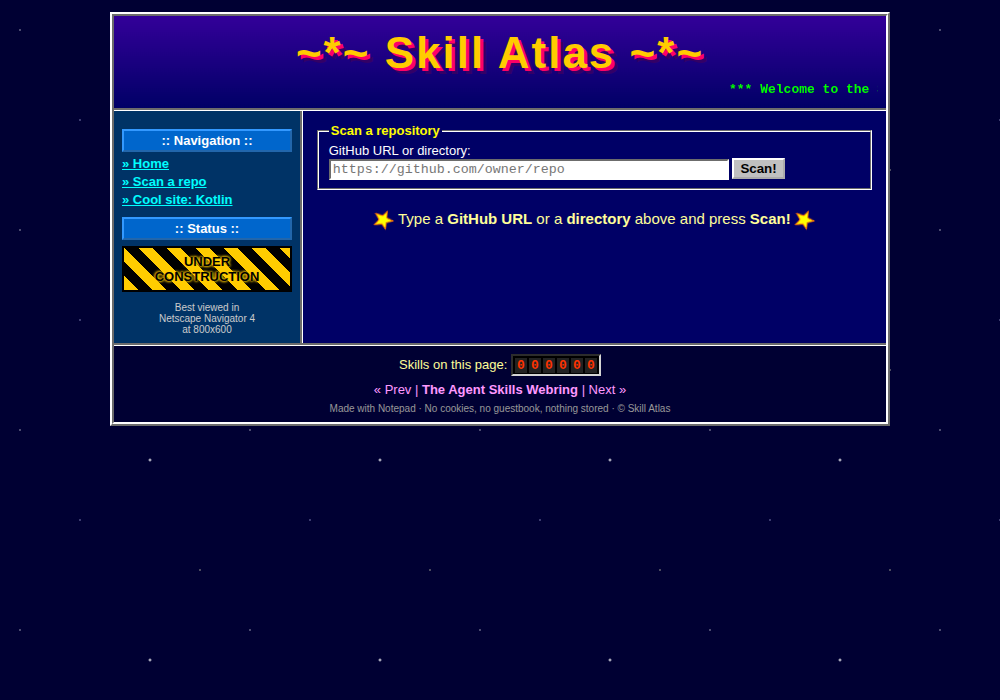 ~*~ Skill Atlas ~*~
*** Welcome to the
:: Navigation ::
» Home
» Scan a repo
» Cool site: Kotlin
:: Status ::
UNDER
CONSTRUCTION
Best viewed in
Netscape Navigator 4
at 800x600
Scan a repository
GitHub URL or directory:
https://github.com/owner/repo Scan!
Type a GitHub URL or a directory above and press Scan!
Skills on this page: 000000
« Prev | The Agent Skills Webring | Next »
Made with Notepad · No cookies, no guestbook, nothing stored · © Skill Atlas